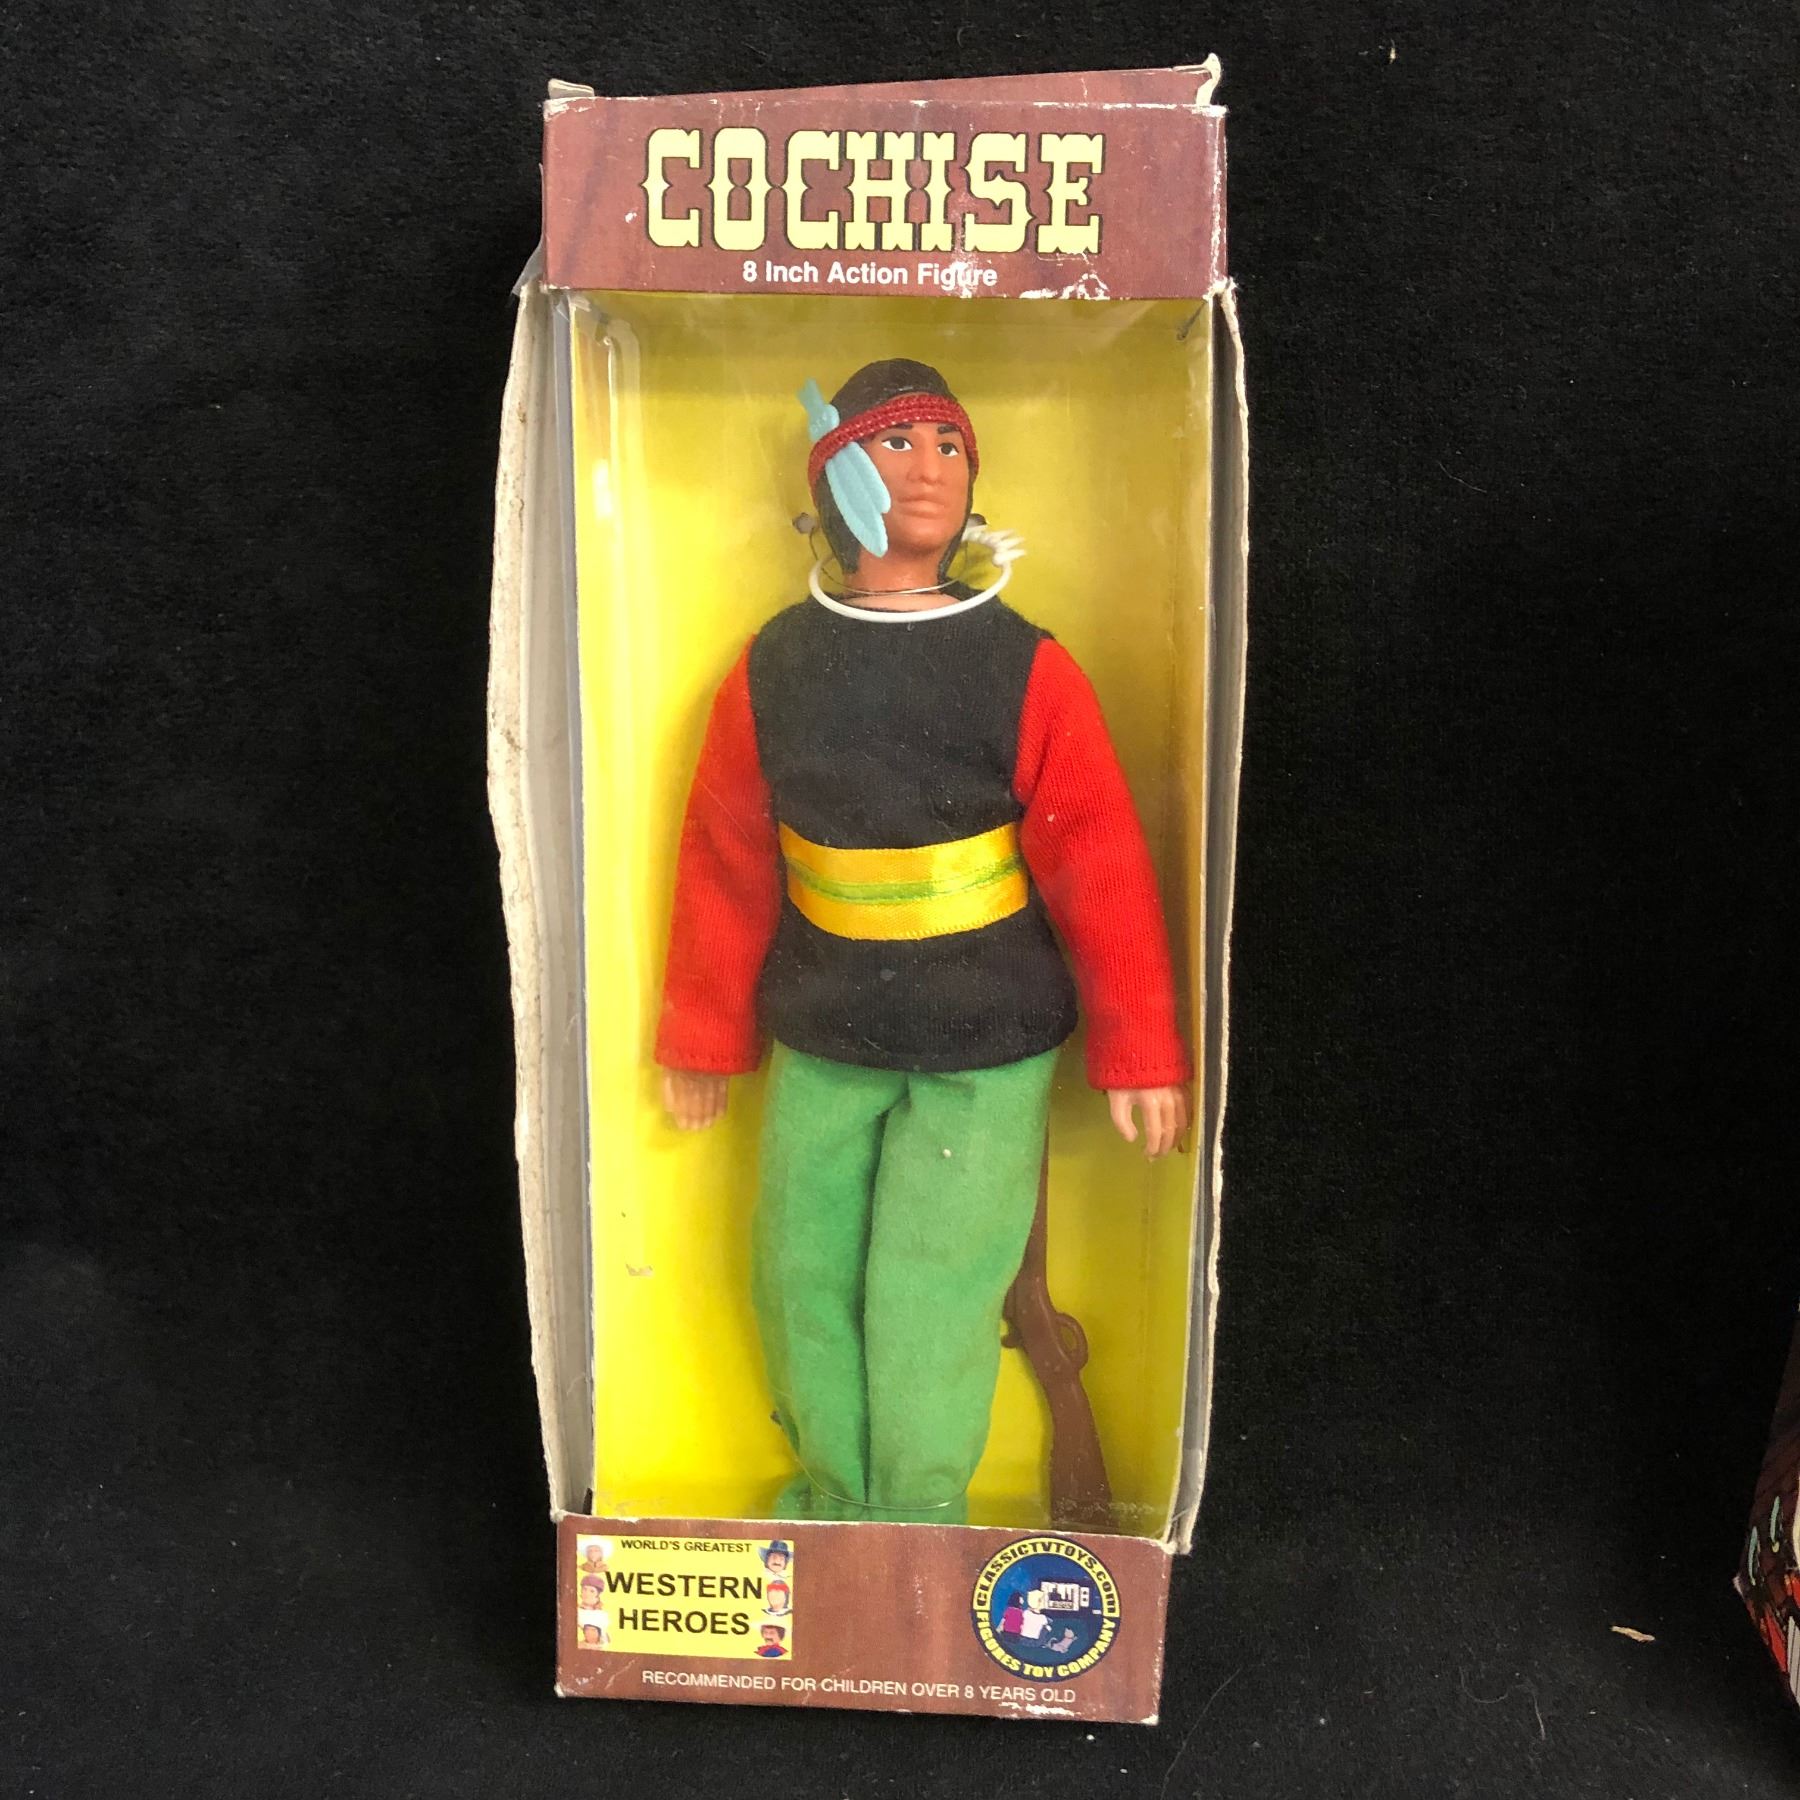 COCHISE
8 Inch Action Figure
WORLD'S GREATEST
WESTERN
HEROES
CLASSICTVTOYS.COM
FIGURES TOY COMPANY
RECOMMENDED FOR CHILDREN OVER 8 YEARS OLD